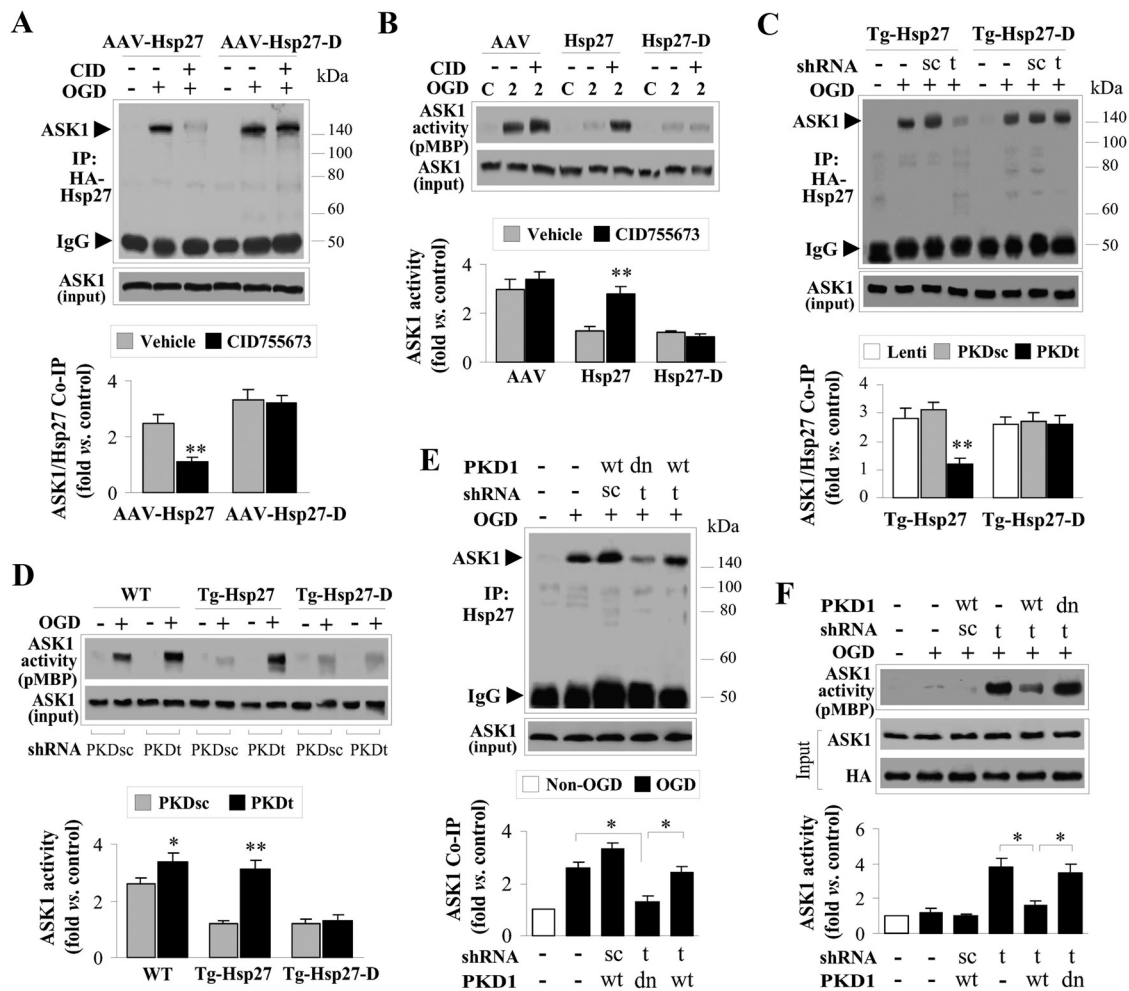 A
AAV-Hsp27 AAV-Hsp27-D
CID - - + - - +
OGD - + + - + +
kDa
ASK1
140
100
80
IP:
HA-
Hsp27
60
IgG
50
ASK1
(input)
Vehicle CID755673
ASK1/Hsp27 Co-IP
(fold vs. control)
4
2
0
**
AAV-Hsp27 AAV-Hsp27-D
B
AAV Hsp27 Hsp27-D
CID - - + - - + - - +
OGD C 2 2 C 2 2 C 2 2
ASK1
activity
(pMBP)
ASK1
(input)
Vehicle CID755673
ASK1 activity
(fold vs. control)
4
2
0
**
AAV Hsp27 Hsp27-D
C
Tg-Hsp27 Tg-Hsp27-D
shRNA - - sc t - - sc t
OGD - + + + - + + +
kDa
ASK1
140
100
80
IP:
HA-
Hsp27
60
IgG
50
ASK1
(input)
Lenti PKDsc PKDt
ASK1/Hsp27 Co-IP
(fold vs. control)
4
3
2
1
0
**
Tg-Hsp27 Tg-Hsp27-D
D
WT Tg-Hsp27 Tg-Hsp27-D
OGD - + - + - + - + - + - +
ASK1
activity
(pMBP)
ASK1
(input)
shRNA PKDsc PKDt PKDsc PKDt PKDsc PKDt
PKDsc PKDt
ASK1 activity
(fold vs. control)
4
2
0
* **
WT Tg-Hsp27 Tg-Hsp27-D
E
PKD1 - - wt dn wt
shRNA - - sc t t
OGD - + + + +
kDa
ASK1
140
100
80
IP:
Hsp27
60
IgG
50
ASK1
(input)
Non-OGD OGD
ASK1 Co-IP
(fold vs. control)
4
2
0
* *
shRNA - - sc t t
PKD1 - - wt dn wt
F
PKD1 - - wt - wt dn
shRNA - - sc t t t
OGD - + + + + +
ASK1
activity
(pMBP)
Input
ASK1
HA
ASK1 activity
(fold vs. control)
6
4
2
0
* *
shRNA - - sc t t t
PKD1 - - wt - wt dn